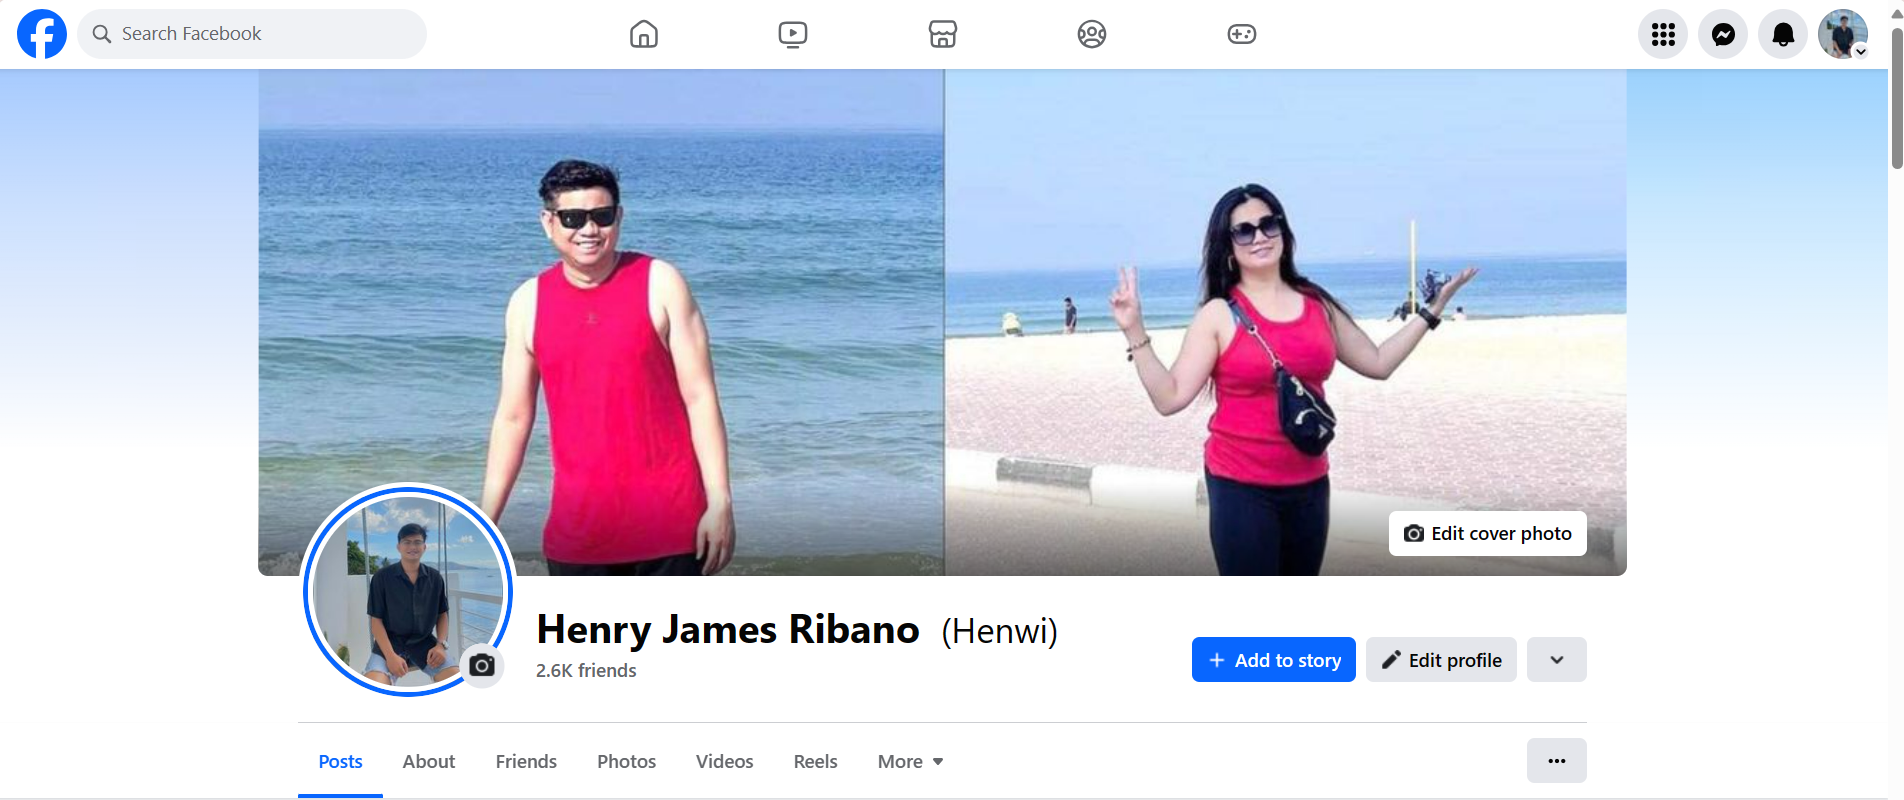 Search Facebook
Edit cover photo
Henry James Ribano (Henwi)
2.6K friends
+ Add to story
Edit profile
Posts
About
Friends
Photos
Videos
Reels
More